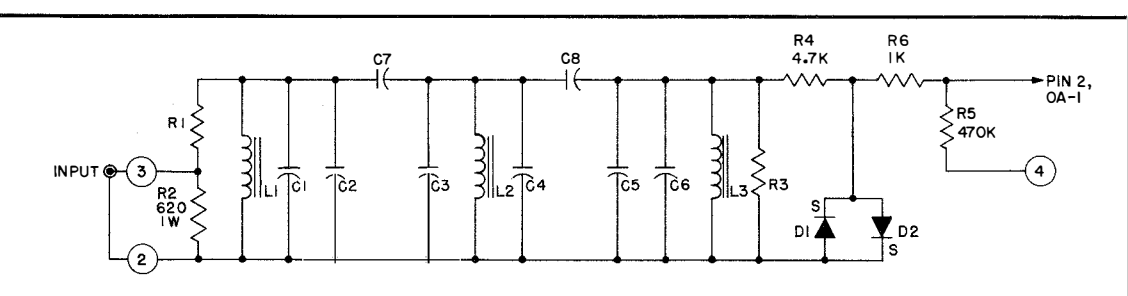 C7
C8
R4
4.7K
R6
1K
PIN 2,
OA-1
R1
R5
470K
INPUT
3
R2
620
1W
L1
C1
C2
C3
L2
C4
C5
C6
L3
R3
4
S
D1
D2
S
2